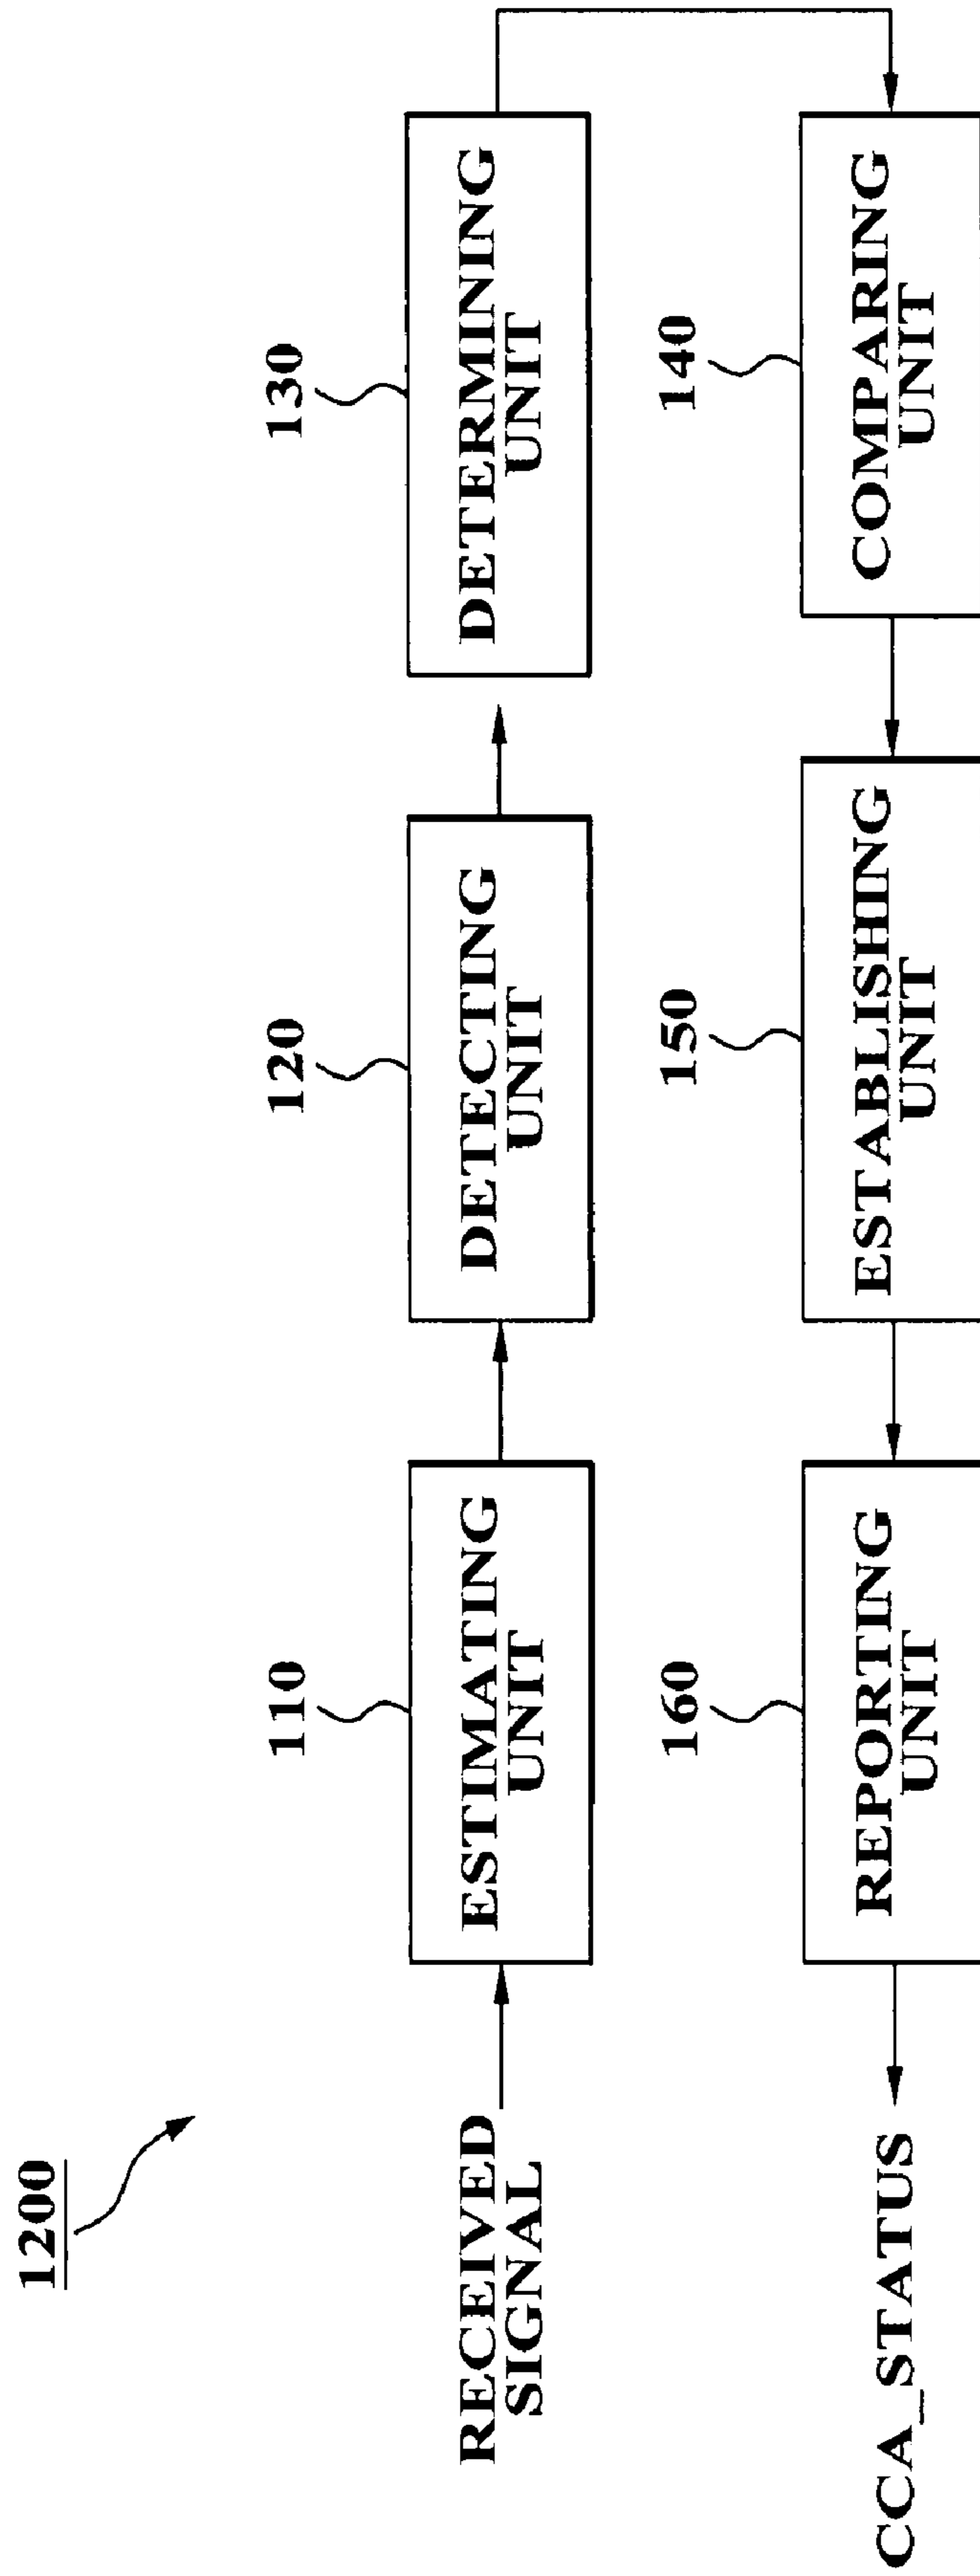 1200
RECEIVED
SIGNAL
110
ESTIMATING
UNIT
120
DETECTING
UNIT
130
DETERMINING
UNIT
140
COMPARING
UNIT
150
ESTABLISHING
UNIT
160
REPORTING
UNIT
CCA_STATUS